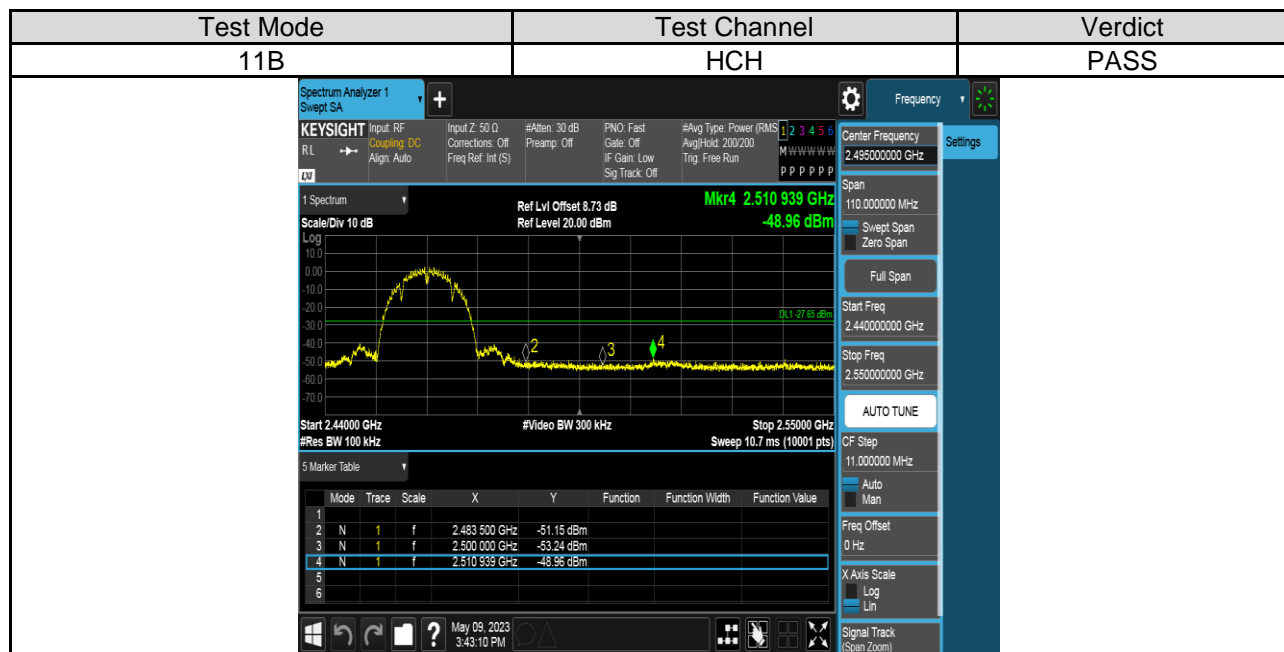 Test Mode Test Channel Verdict
11B HCH PASS
Spectrum Analyzer 1
Swept SA
+
Frequency
KEYSIGHT
RL
LXI
Input: RF
Coupling: DC
Align: Auto
Input Z: 50 Ω
Corrections: Off
Freq Ref: Int (S)
#Atten: 30 dB
Preamp: Off
PNO: Fast
Gate: Off
IF Gain: Low
Sig Track: Off
#Avg Type: Power (RMS
Avg|Hold: 200/200
Trig: Free Run
1 2 3 4 5 6
M W W W W W
P P P P P P
Settings
Center Frequency
2.495000000 GHz
Span
110.000000 MHz
Swept Span
Zero Span
Full Span
Start Freq
2.440000000 GHz
Stop Freq
2.550000000 GHz
AUTO TUNE
CF Step
11.000000 MHz
Auto
Man
Freq Offset
0 Hz
X Axis Scale
Log
Lin
Signal Track
(Span Zoom)
1 Spectrum
Scale/Div 10 dB
Ref Lvl Offset 8.73 dB
Ref Level 20.00 dBm
Mkr4 2.510 939 GHz
-48.96 dBm
Log
10.0
0.00
-10.0
-20.0
-30.0
-40.0
-50.0
-60.0
-70.0
DL1 -27.65 dBm
2
3
4
Start 2.44000 GHz
#Res BW 100 kHz
#Video BW 300 kHz
Stop 2.55000 GHz
Sweep 10.7 ms (10001 pts)
5 Marker Table
Mode Trace Scale X Y Function Function Width Function Value
1
2 N 1 f 2.483 500 GHz -51.15 dBm
3 N 1 f 2.500 000 GHz -53.24 dBm
4 N 1 f 2.510 939 GHz -48.96 dBm
5
6
?
May 09, 2023
3:43:10 PM